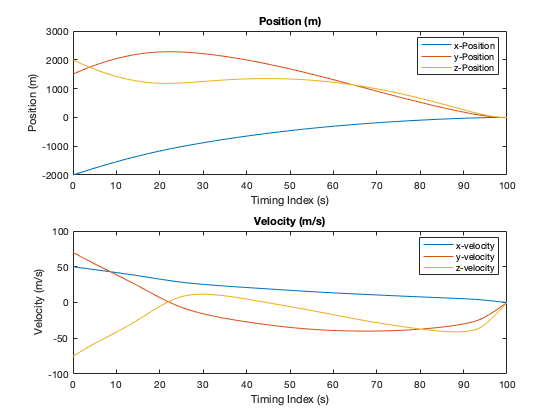 Position (m)
3000
2000
1000
0
-1000
-2000
Position (m)
x-Position
y-Position
z-Position
0 10 20 30 40 50 60 70 80 90 100
Timing Index (s)
Velocity (m/s)
100
50
0
-50
-100
Velocity (m/s)
x-velocity
y-velocity
z-velocity
0 10 20 30 40 50 60 70 80 90 100
Timing Index (s)